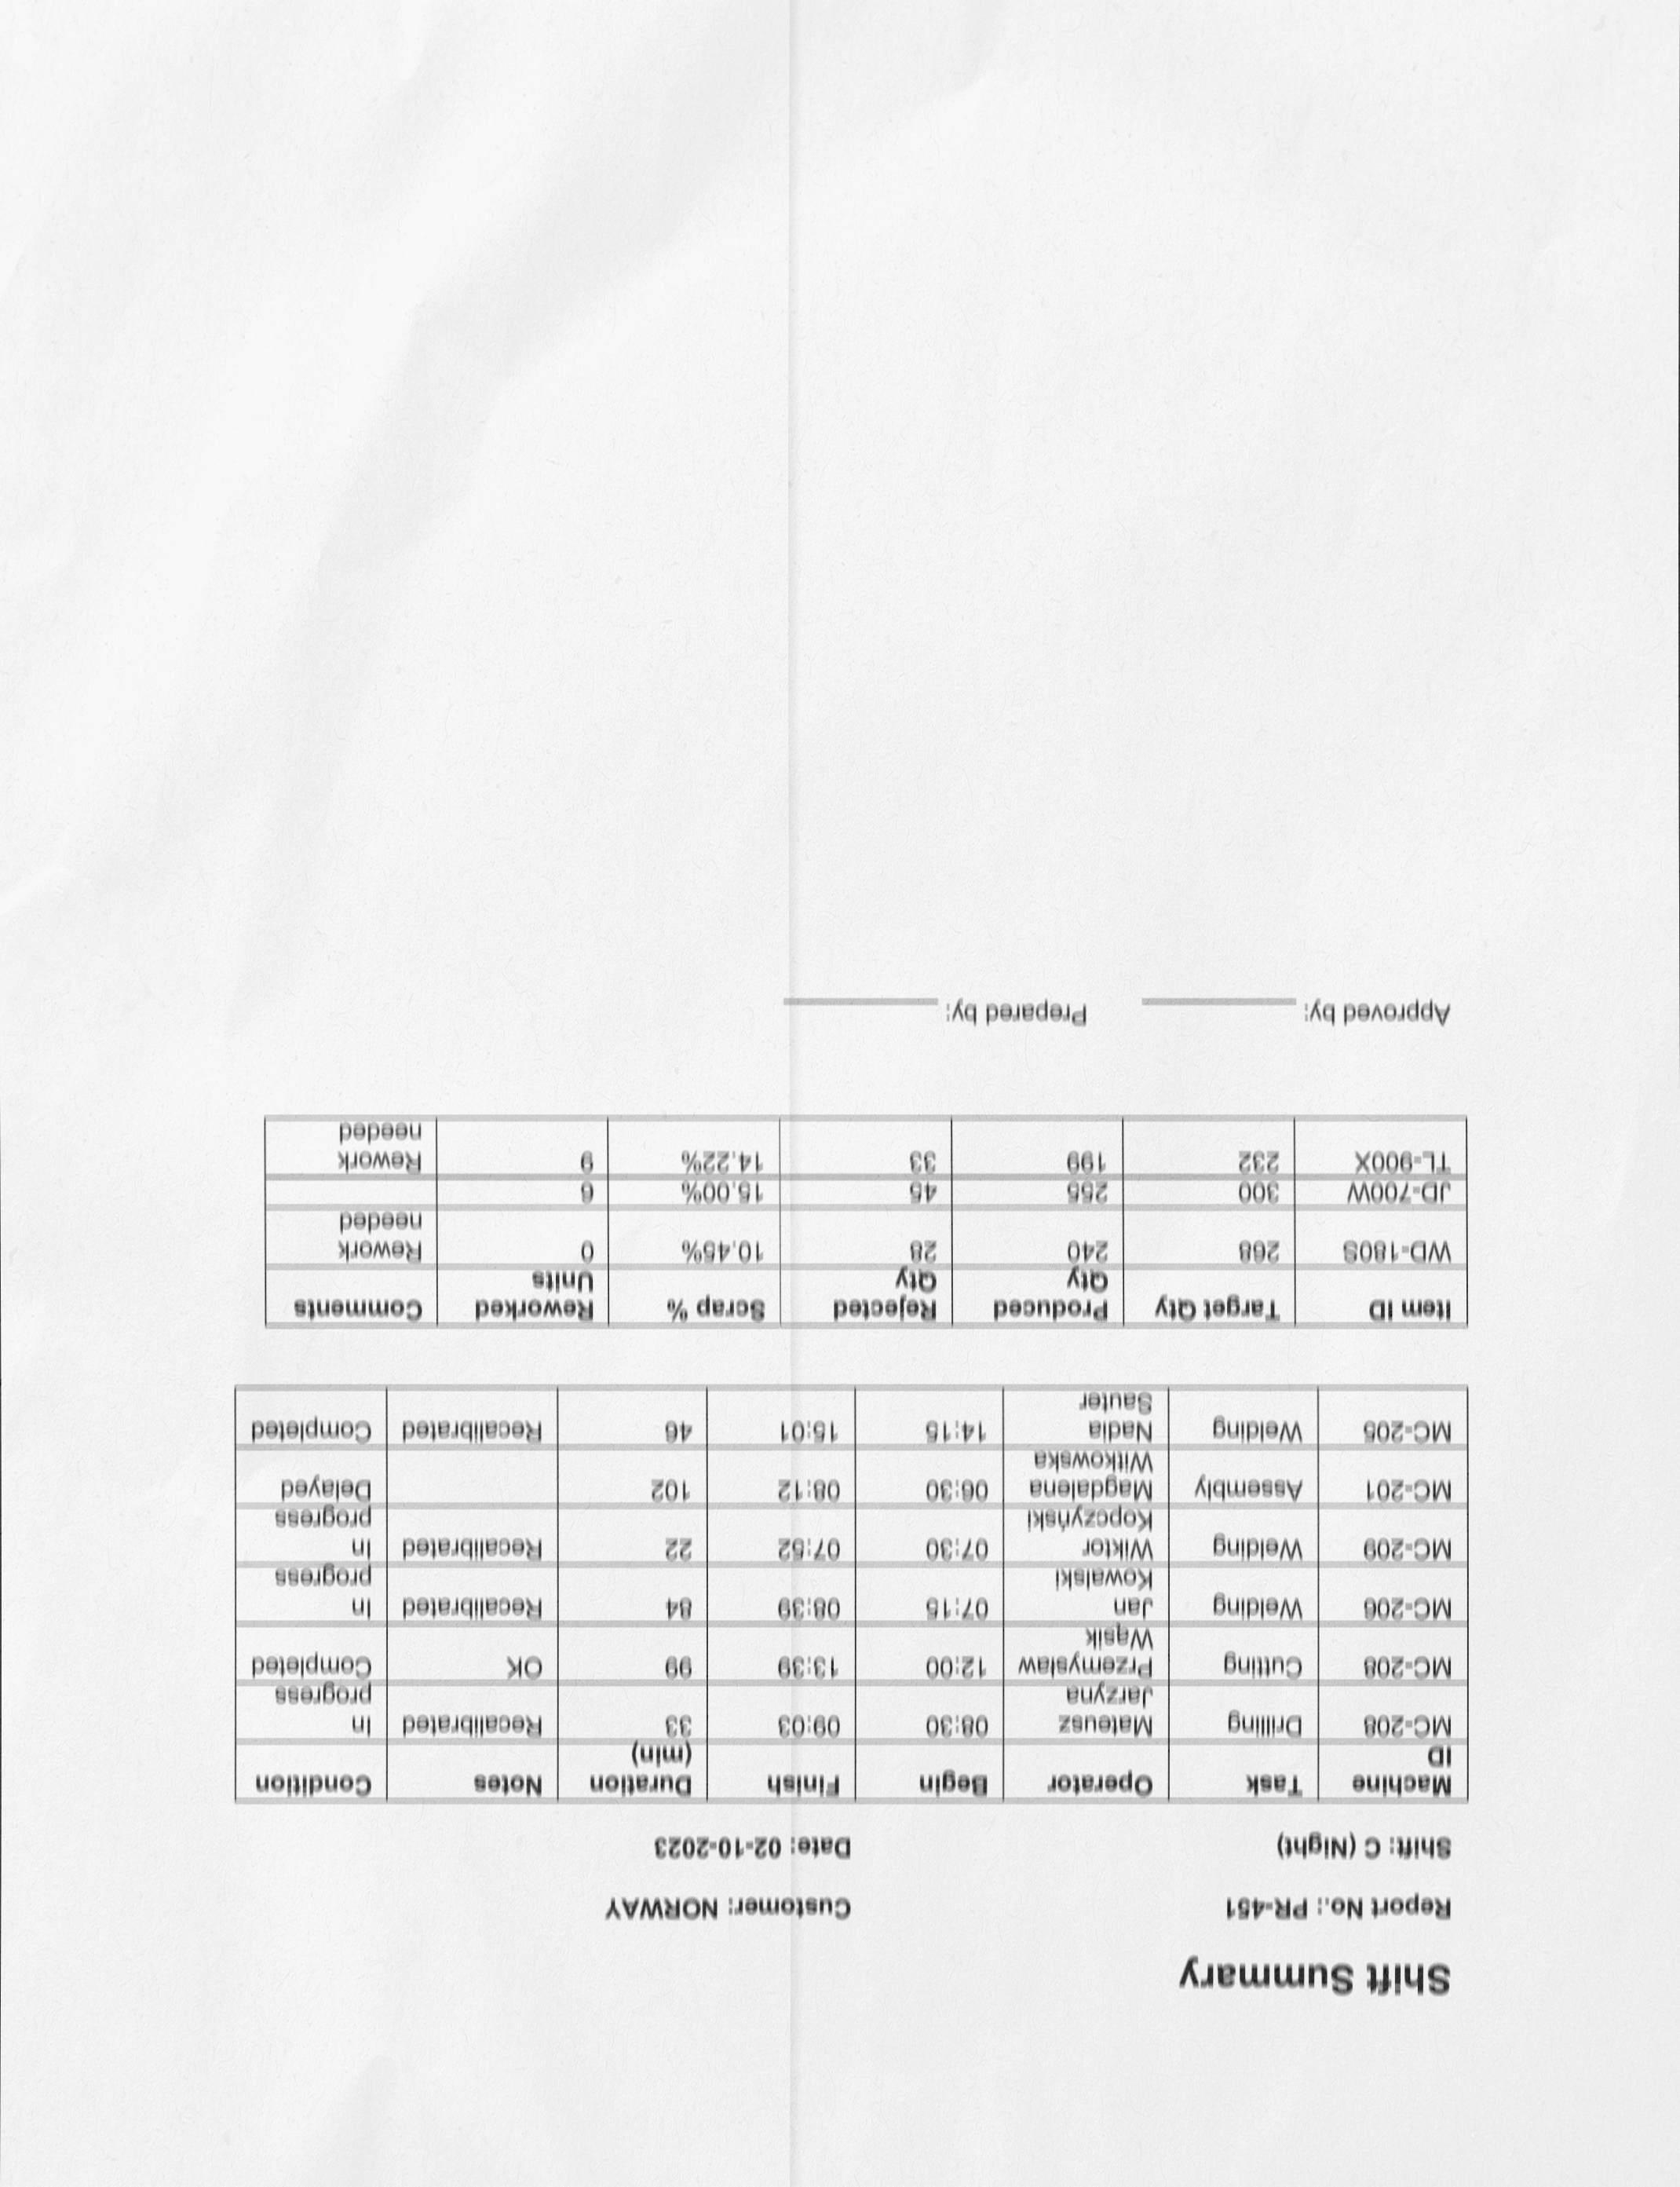 Shift Summary
Report No.: PR-451 Customer: NORWAY
Shift: C (Night) Date: 02-10-2023
Machine ID Task Operator Begin Finish Duration (min) Notes Condition
MC-208 Drilling Mateusz Jarzyna 08:30 09:03 33 Recalibrated In progress
MC-208 Cutting Przemysław Wąsik 12:00 13:39 99 OK Completed
MC-206 Welding Jan Kowalski 07:15 08:39 84 Recalibrated In progress
MC-209 Welding Wiktor Kopczyński 07:30 07:52 22 Recalibrated In progress
MC-201 Assembly Magdalena Witkowska 06:30 08:12 102 Delayed
MC-205 Welding Nadia Sauter 14:15 15:01 46 Recalibrated Completed
Item ID Target Qty Produced Qty Rejected Qty Scrap % Reworked Units Comments
WD-180S 268 240 28 10.45% 0 Rework needed
JD-700W 300 255 45 15.00% 6
TL-900X 232 199 33 14.22% 9 Rework needed
Approved by: Prepared by: